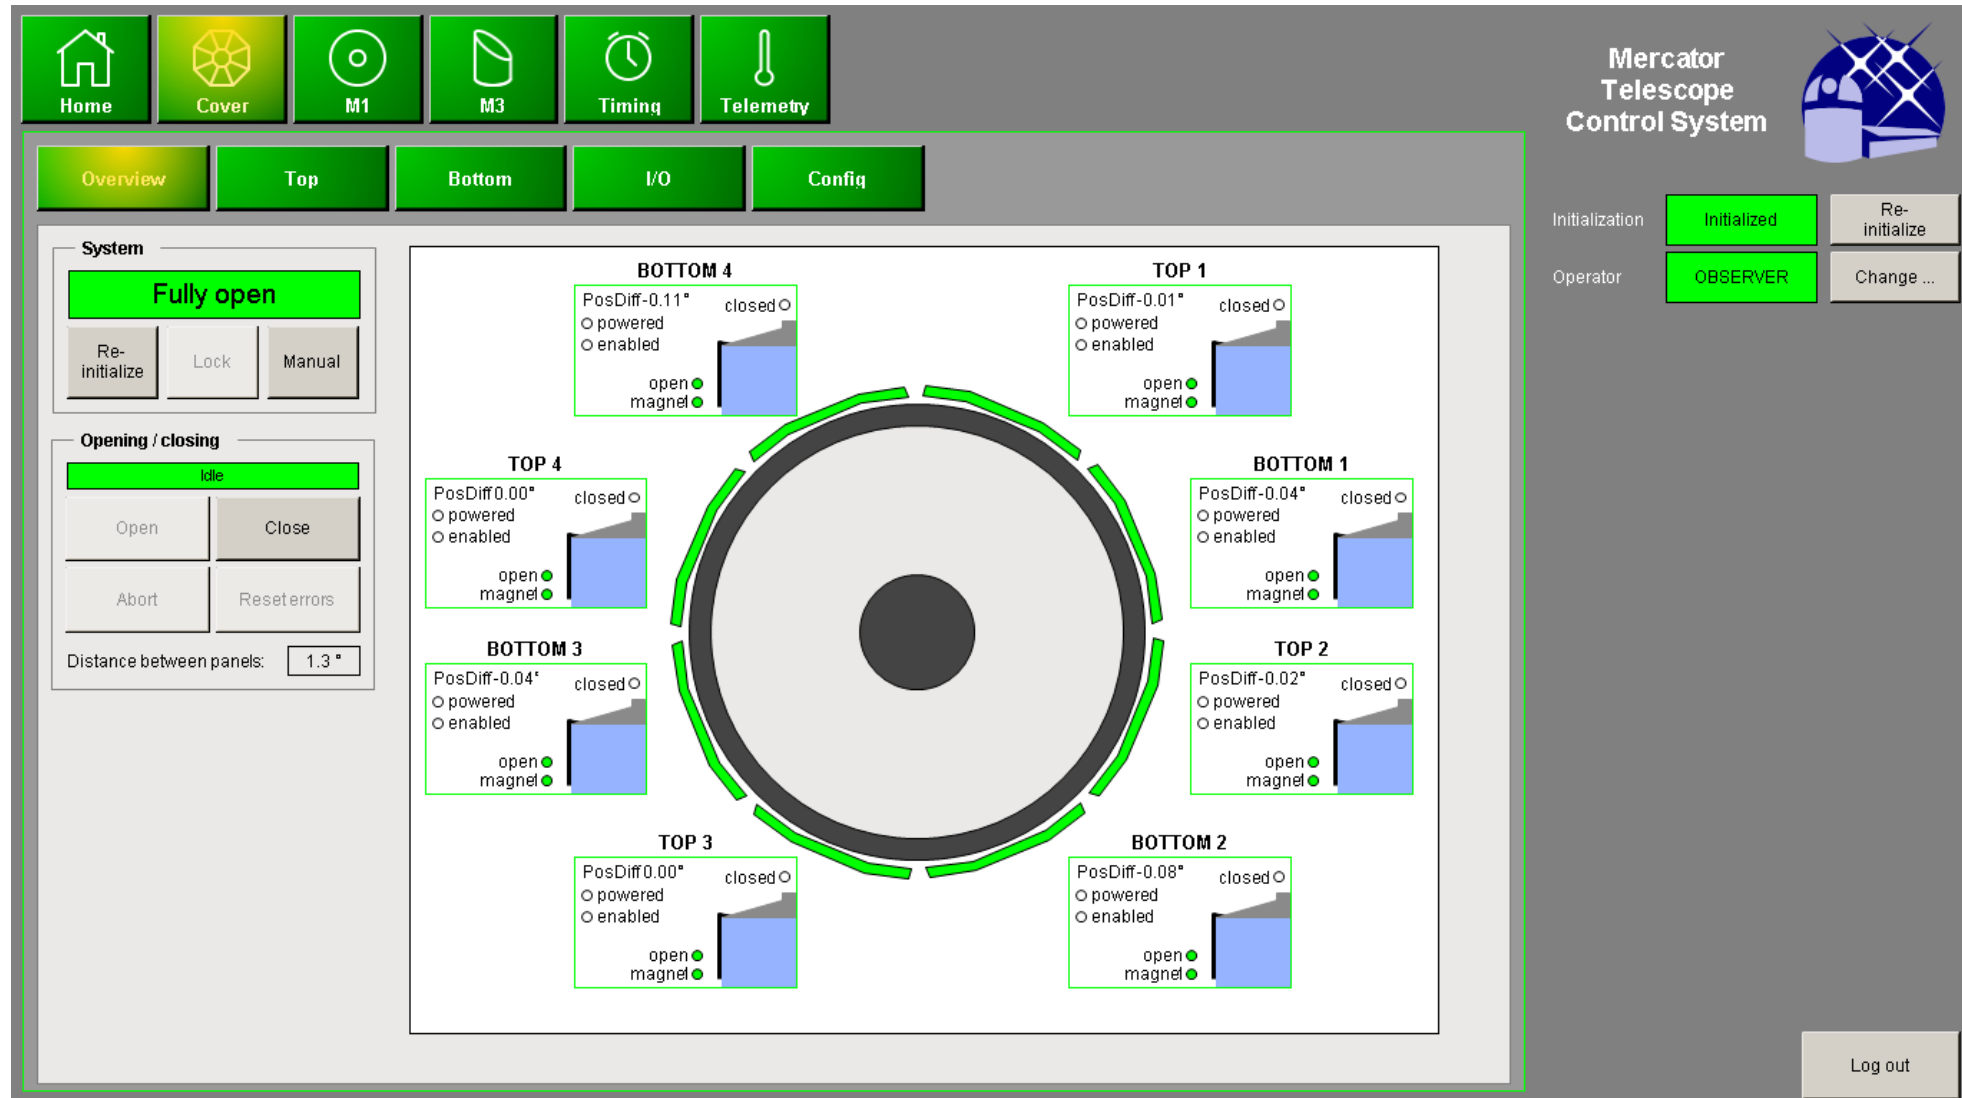 Home
Cover
M1
M3
Timing
Telemetry
Mercator
Telescope
Control System
Overview
Top
Bottom
I/O
Config
Initialization
Initialized
Re-
initialize
Operator
OBSERVER
Change ...
System
Fully open
Re-
initialize
Lock
Manual
Opening / closing
Idle
Open
Close
Abort
Reset errors
Distance between panels:
1.3 °
BOTTOM 4
PosDiff-0.11°
closed
powered
enabled
open
magnet
TOP 1
PosDiff-0.01°
closed
powered
enabled
open
magnet
TOP 4
PosDiff0.00°
closed
powered
enabled
open
magnet
BOTTOM 1
PosDiff-0.04°
closed
powered
enabled
open
magnet
BOTTOM 3
PosDiff-0.04°
closed
powered
enabled
open
magnet
TOP 2
PosDiff-0.02°
closed
powered
enabled
open
magnet
TOP 3
PosDiff0.00°
closed
powered
enabled
open
magnet
BOTTOM 2
PosDiff-0.08°
closed
powered
enabled
open
magnet
Log out